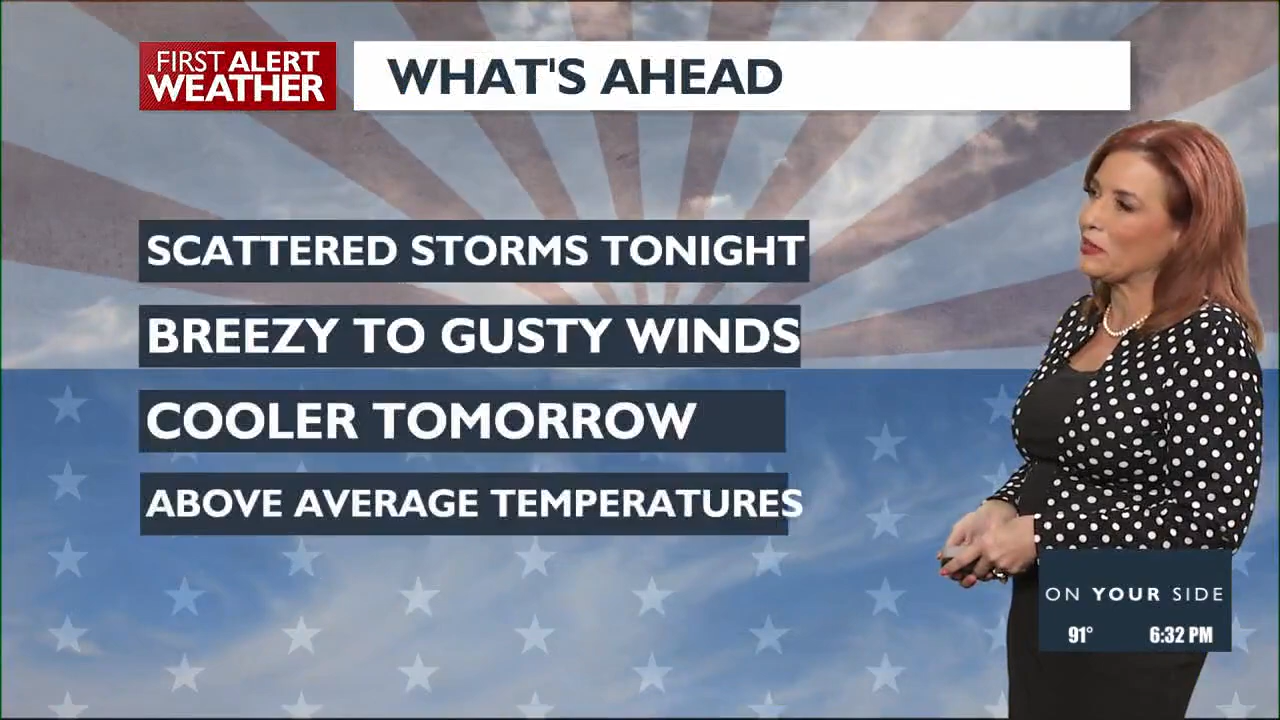 FIRST ALERT
WEATHER
WHAT'S AHEAD
SCATTERED STORMS TONIGHT
BREEZY TO GUSTY WINDS
COOLER TOMORROW
ABOVE AVERAGE TEMPERATURES
ON YOUR SIDE
91° 6:32 PM